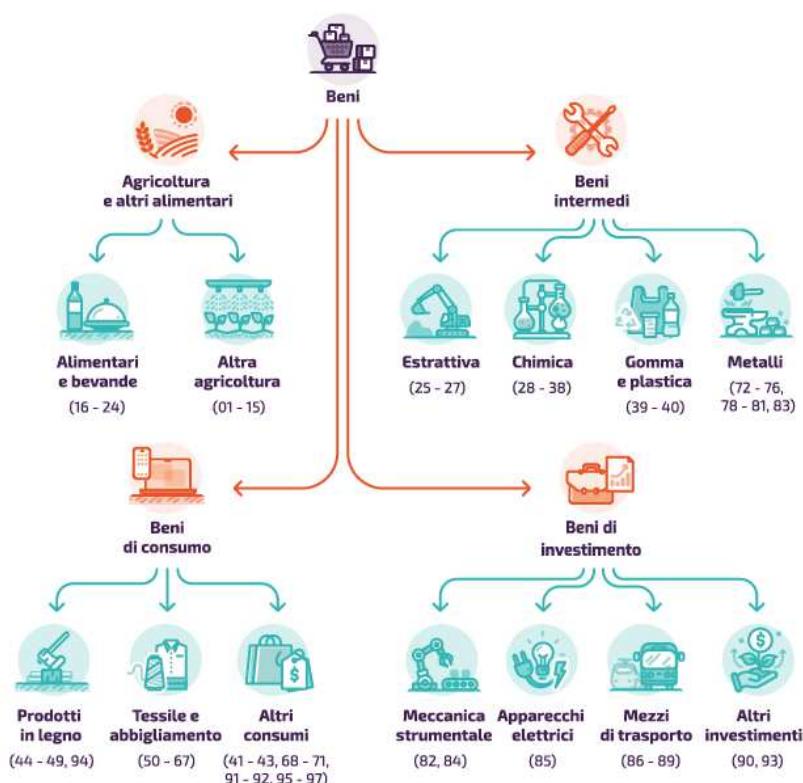 Beni
Agricoltura
e altri alimentari
Beni
intermedi
Alimentari
e bevande
(16 - 24)
Altra
agricoltura
(01 - 15)
Estrattiva
(25 - 27)
Chimica
(28 - 38)
Gomma
e plastica
(39 - 40)
Metalli
(72 - 76,
78 - 81, 83)
Beni
di consumo
Beni di
investimento
Prodotti
in legno
(44 - 49, 94)
Tessile e
abbigliamento
(50 - 67)
$
Altri
consumi
(41 - 43, 68 - 71,
91 - 92, 95 - 97)
Meccanica
strumentale
(82, 84)
Apparecchi
elettrici
(85)
Mezzi
di trasporto
(86 - 89)
$
Altri
investimenti
(90, 93)